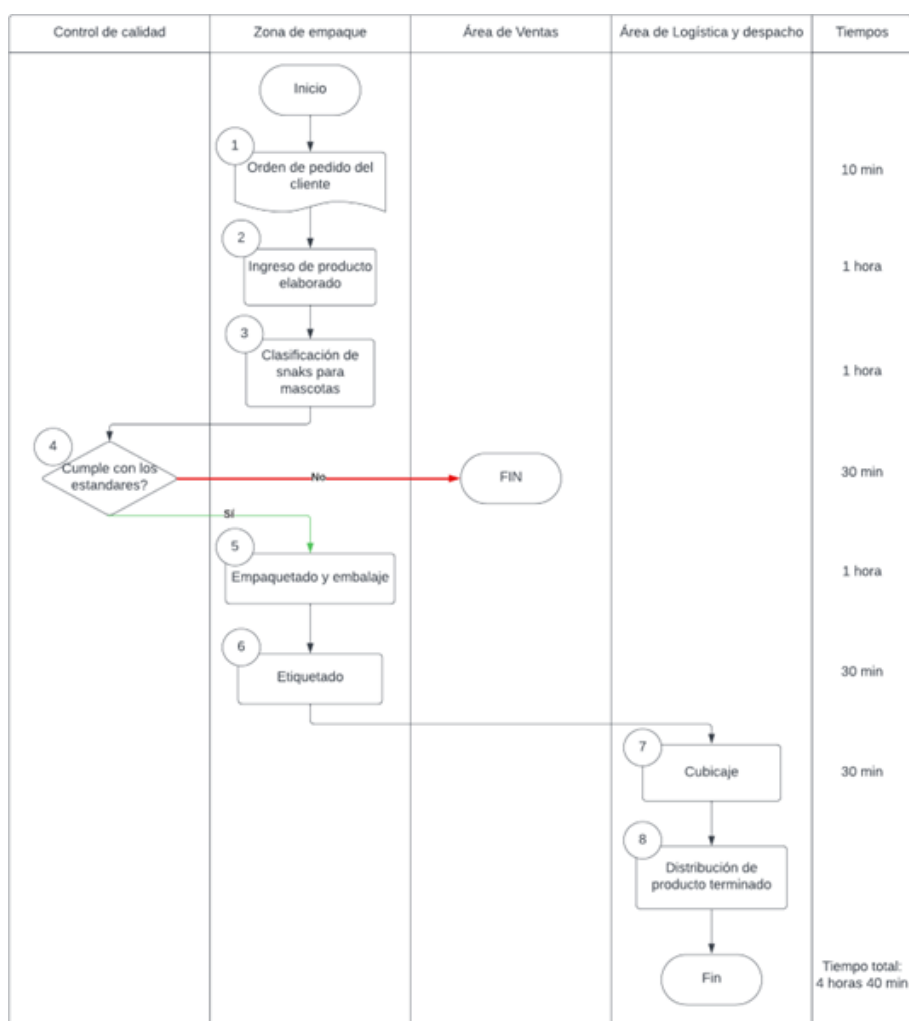 Control de calidad
Zona de empaque
Área de Ventas
Área de Logística y despacho
Tiempos
Inicio
1
Orden de pedido del
cliente
10 min
2
Ingreso de producto
elaborado
1 hora
3
Clasificación de
snaks para
mascotas
1 hora
4
Cumple con los
estandares?
No
FIN
30 min
Sí
5
Empaquetado y embalaje
1 hora
6
Etiquetado
30 min
7
Cubicaje
30 min
8
Distribución de
producto terminado
Fin
Tiempo total:
4 horas 40 min